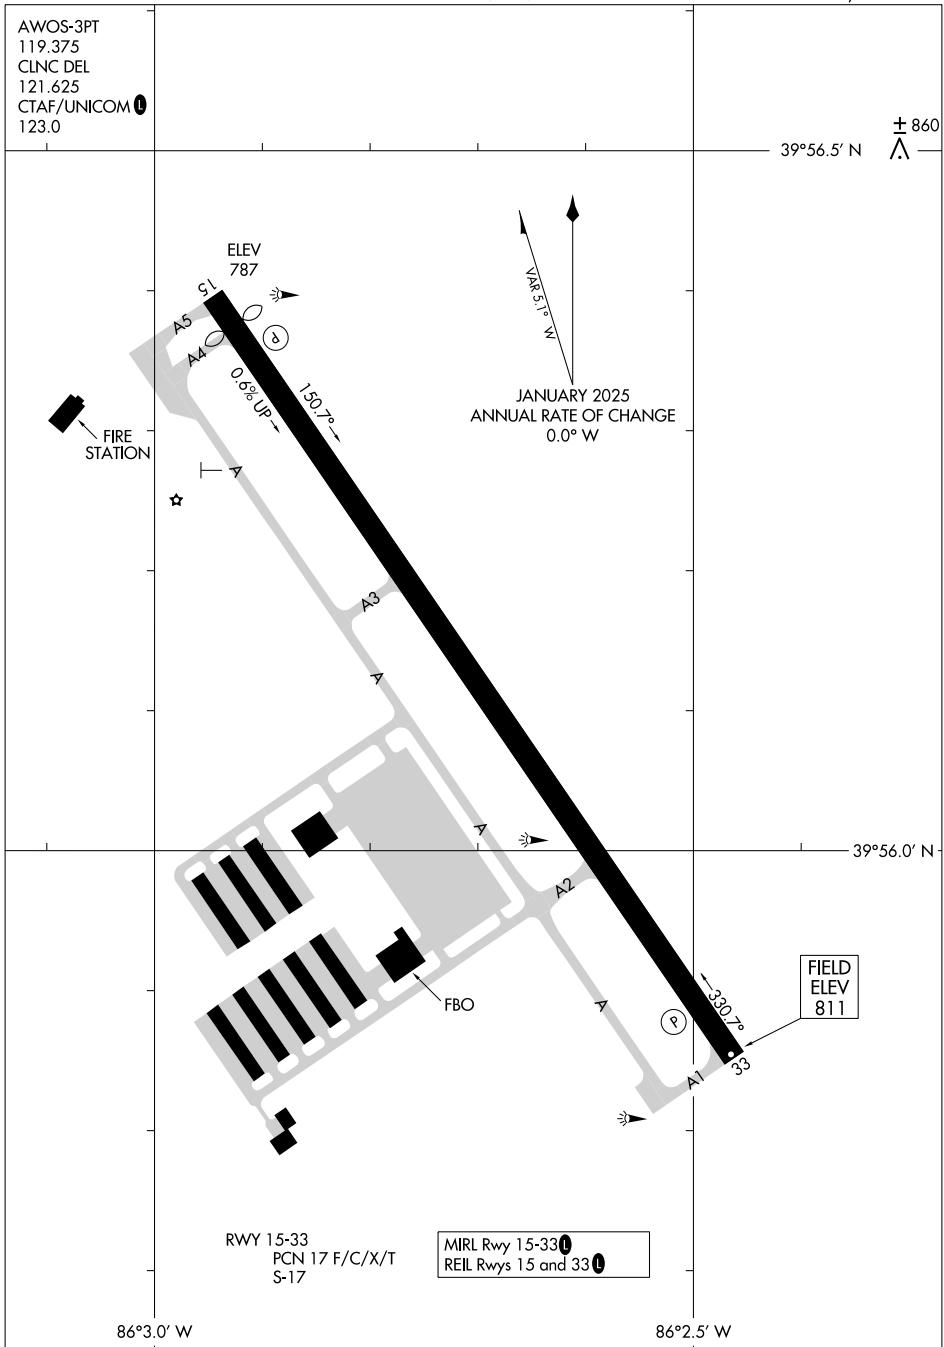 AWOS-3PT
119.375
CLNC DEL
121.625
CTAF/UNICOM L
123.0
± 860
39°56.5' N
ELEV
787
15
VAR 5.1° W
A5
P
A4
0.6% UP
150.7°
JANUARY 2025
ANNUAL RATE OF CHANGE
0.0° W
FIRE
STATION
A
A3
A
A
39°56.0' N
A2
FIELD
ELEV
811
FBO
A
330.7°
P
33
A1
RWY 15-33
PCN 17 F/C/X/T
S-17
MIRL Rwy 15-33 L
REIL Rwys 15 and 33 L
86°3.0' W
86°2.5' W